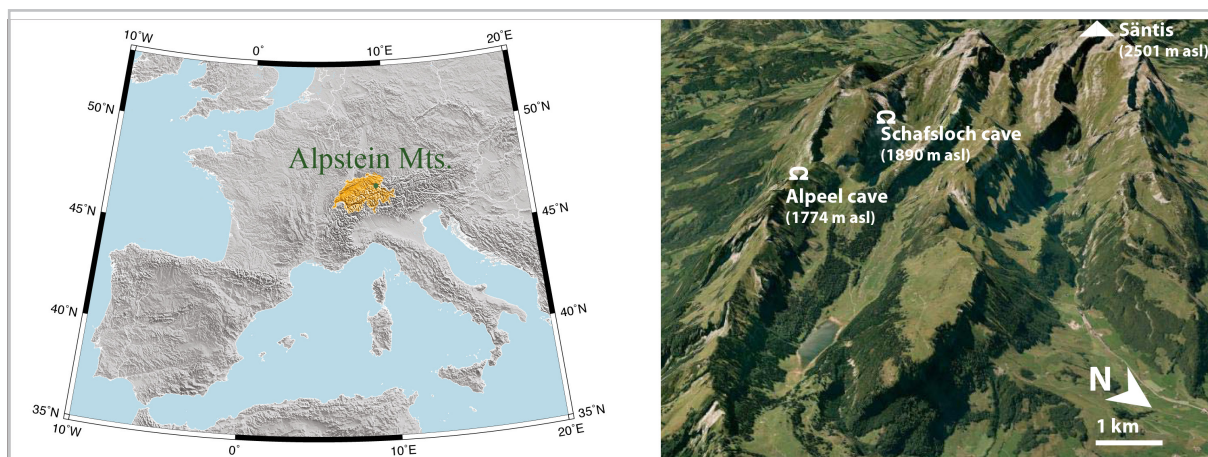 10˚W
0˚
10˚E
20˚E
50˚N
50˚N
Alpstein Mts.
45˚N
45˚N
40˚N
40˚N
35˚N
35˚N
10˚W
0˚
10˚E
20˚E
Säntis
(2501 m asl)
Schafsloch cave
(1890 m asl)
Alpeel cave
(1774 m asl)
N
1 km